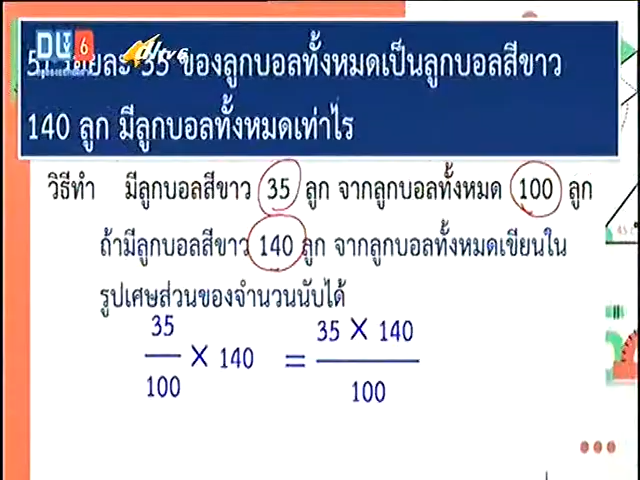 DLTV 6
dltv 6
5) ร้อยละ 35 ของลูกบอลทั้งหมดเป็นลูกบอลสีขาว
140 ลูก มีลูกบอลทั้งหมดเท่าไร
วิธีทำ มีลูกบอลสีขาว 35 ลูก จากลูกบอลทั้งหมด 100 ลูก
ถ้ามีลูกบอลสีขาว 140 ลูก จากลูกบอลทั้งหมดเขียนใน
รูปเศษส่วนของจำนวนนับได้
35 35 × 140
× 140 =
100 100